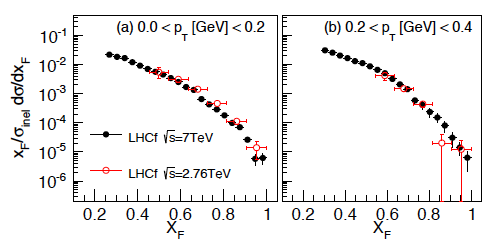 (a) 0.0 < p_T [GeV] < 0.2
(b) 0.2 < p_T [GeV] < 0.4
x_F/σ_inel dσ/dx_F
10^-1
10^-2
10^-3
10^-4
10^-5
10^-6
LHCf √s=7TeV
LHCf √s=2.76TeV
0.2 0.4 0.6 0.8 1
0.2 0.4 0.6 0.8 1
X_F
X_F